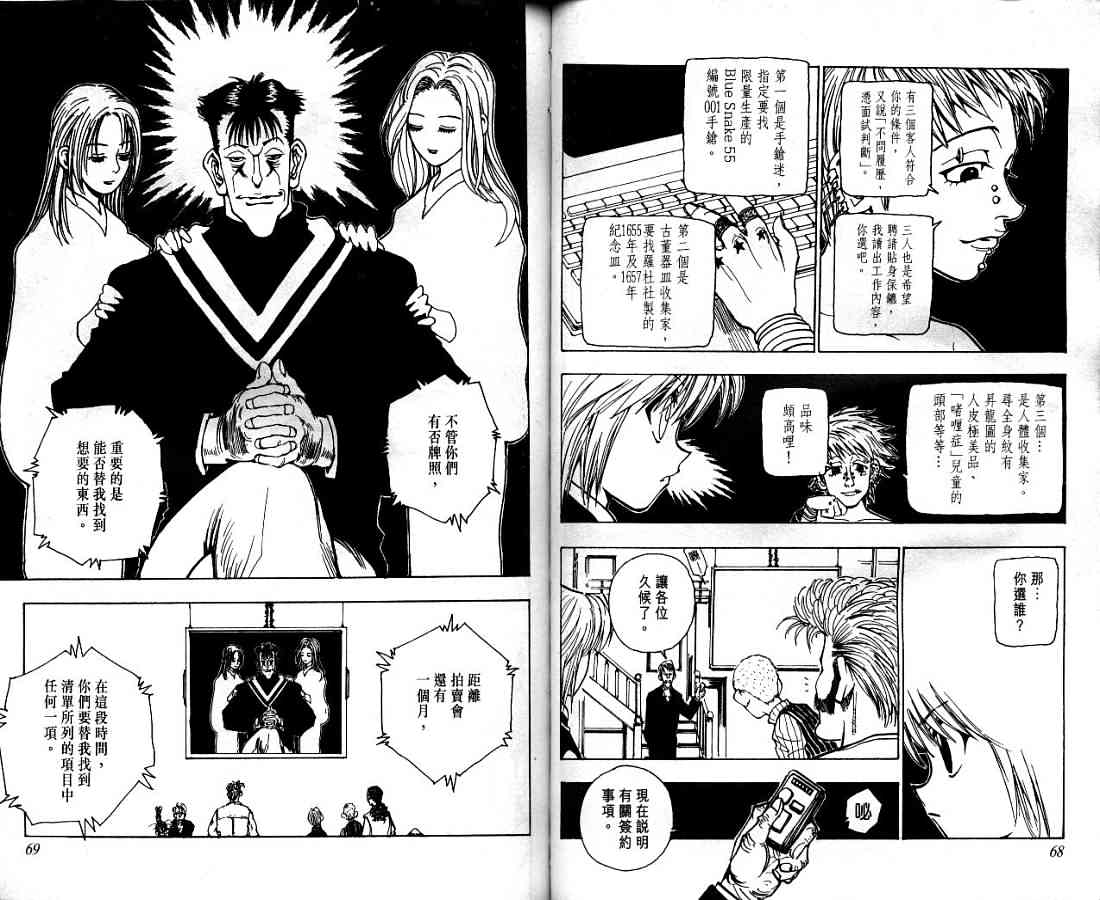 有三個客人符合
你的條件，
又說「不問履歷，
憑面試判斷」。
三人也是希望
聘請貼身保鑣，
我讀出工作內容，
你選吧。
第一個是手鎗迷，
指定要找
限量生產的
Blue Snake 55
編號001手鎗。
第二個是
古董器皿收集家，
要找羅杜社製的
1655年及1657年
紀念皿。
第三個…
是人體收集家。
尋全身紋有
昇龍圖的
人皮極美品、
「嗜喱症」兒童的
頭部等等…
品味
頗高哩！
那…
你選誰？
讓各位
久候了。
呦
現在説明
有關簽約
事項。
68
不管你們
有否牌照，
重要的是
能否替我找到
想要的東西。
距離
拍賣會
還有
一個月，
在這段時間，
你們要替我找到
清單所列的項目中
任何一項。
69